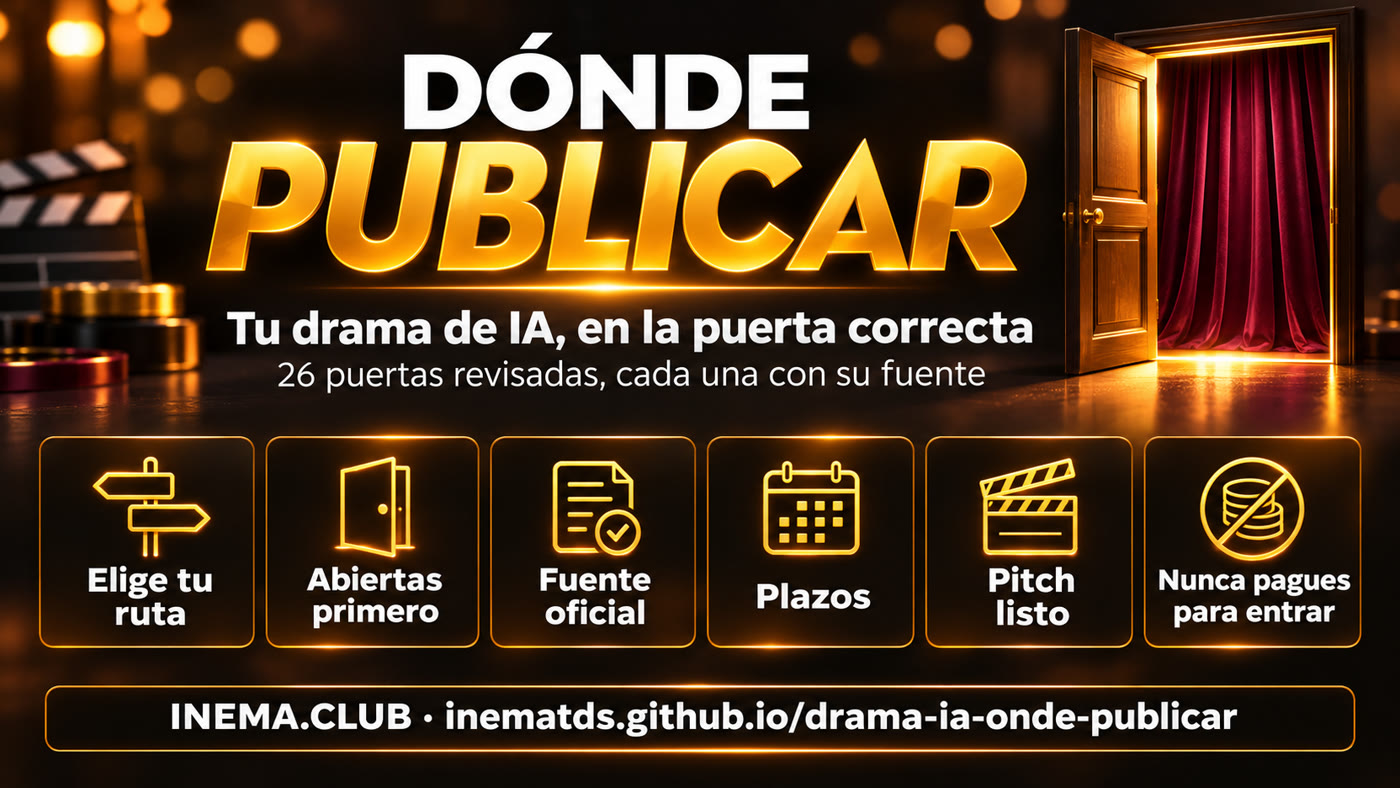 DÓNDE
PUBLICAR
Tu drama de IA, en la puerta correcta
26 puertas revisadas, cada una con su fuente
Elige tu
ruta
Abiertas
primero
Fuente
oficial
Plazos
Pitch
listo
Nunca pagues
para entrar
INEMA.CLUB · inematds.github.io/drama-ia-onde-publicar